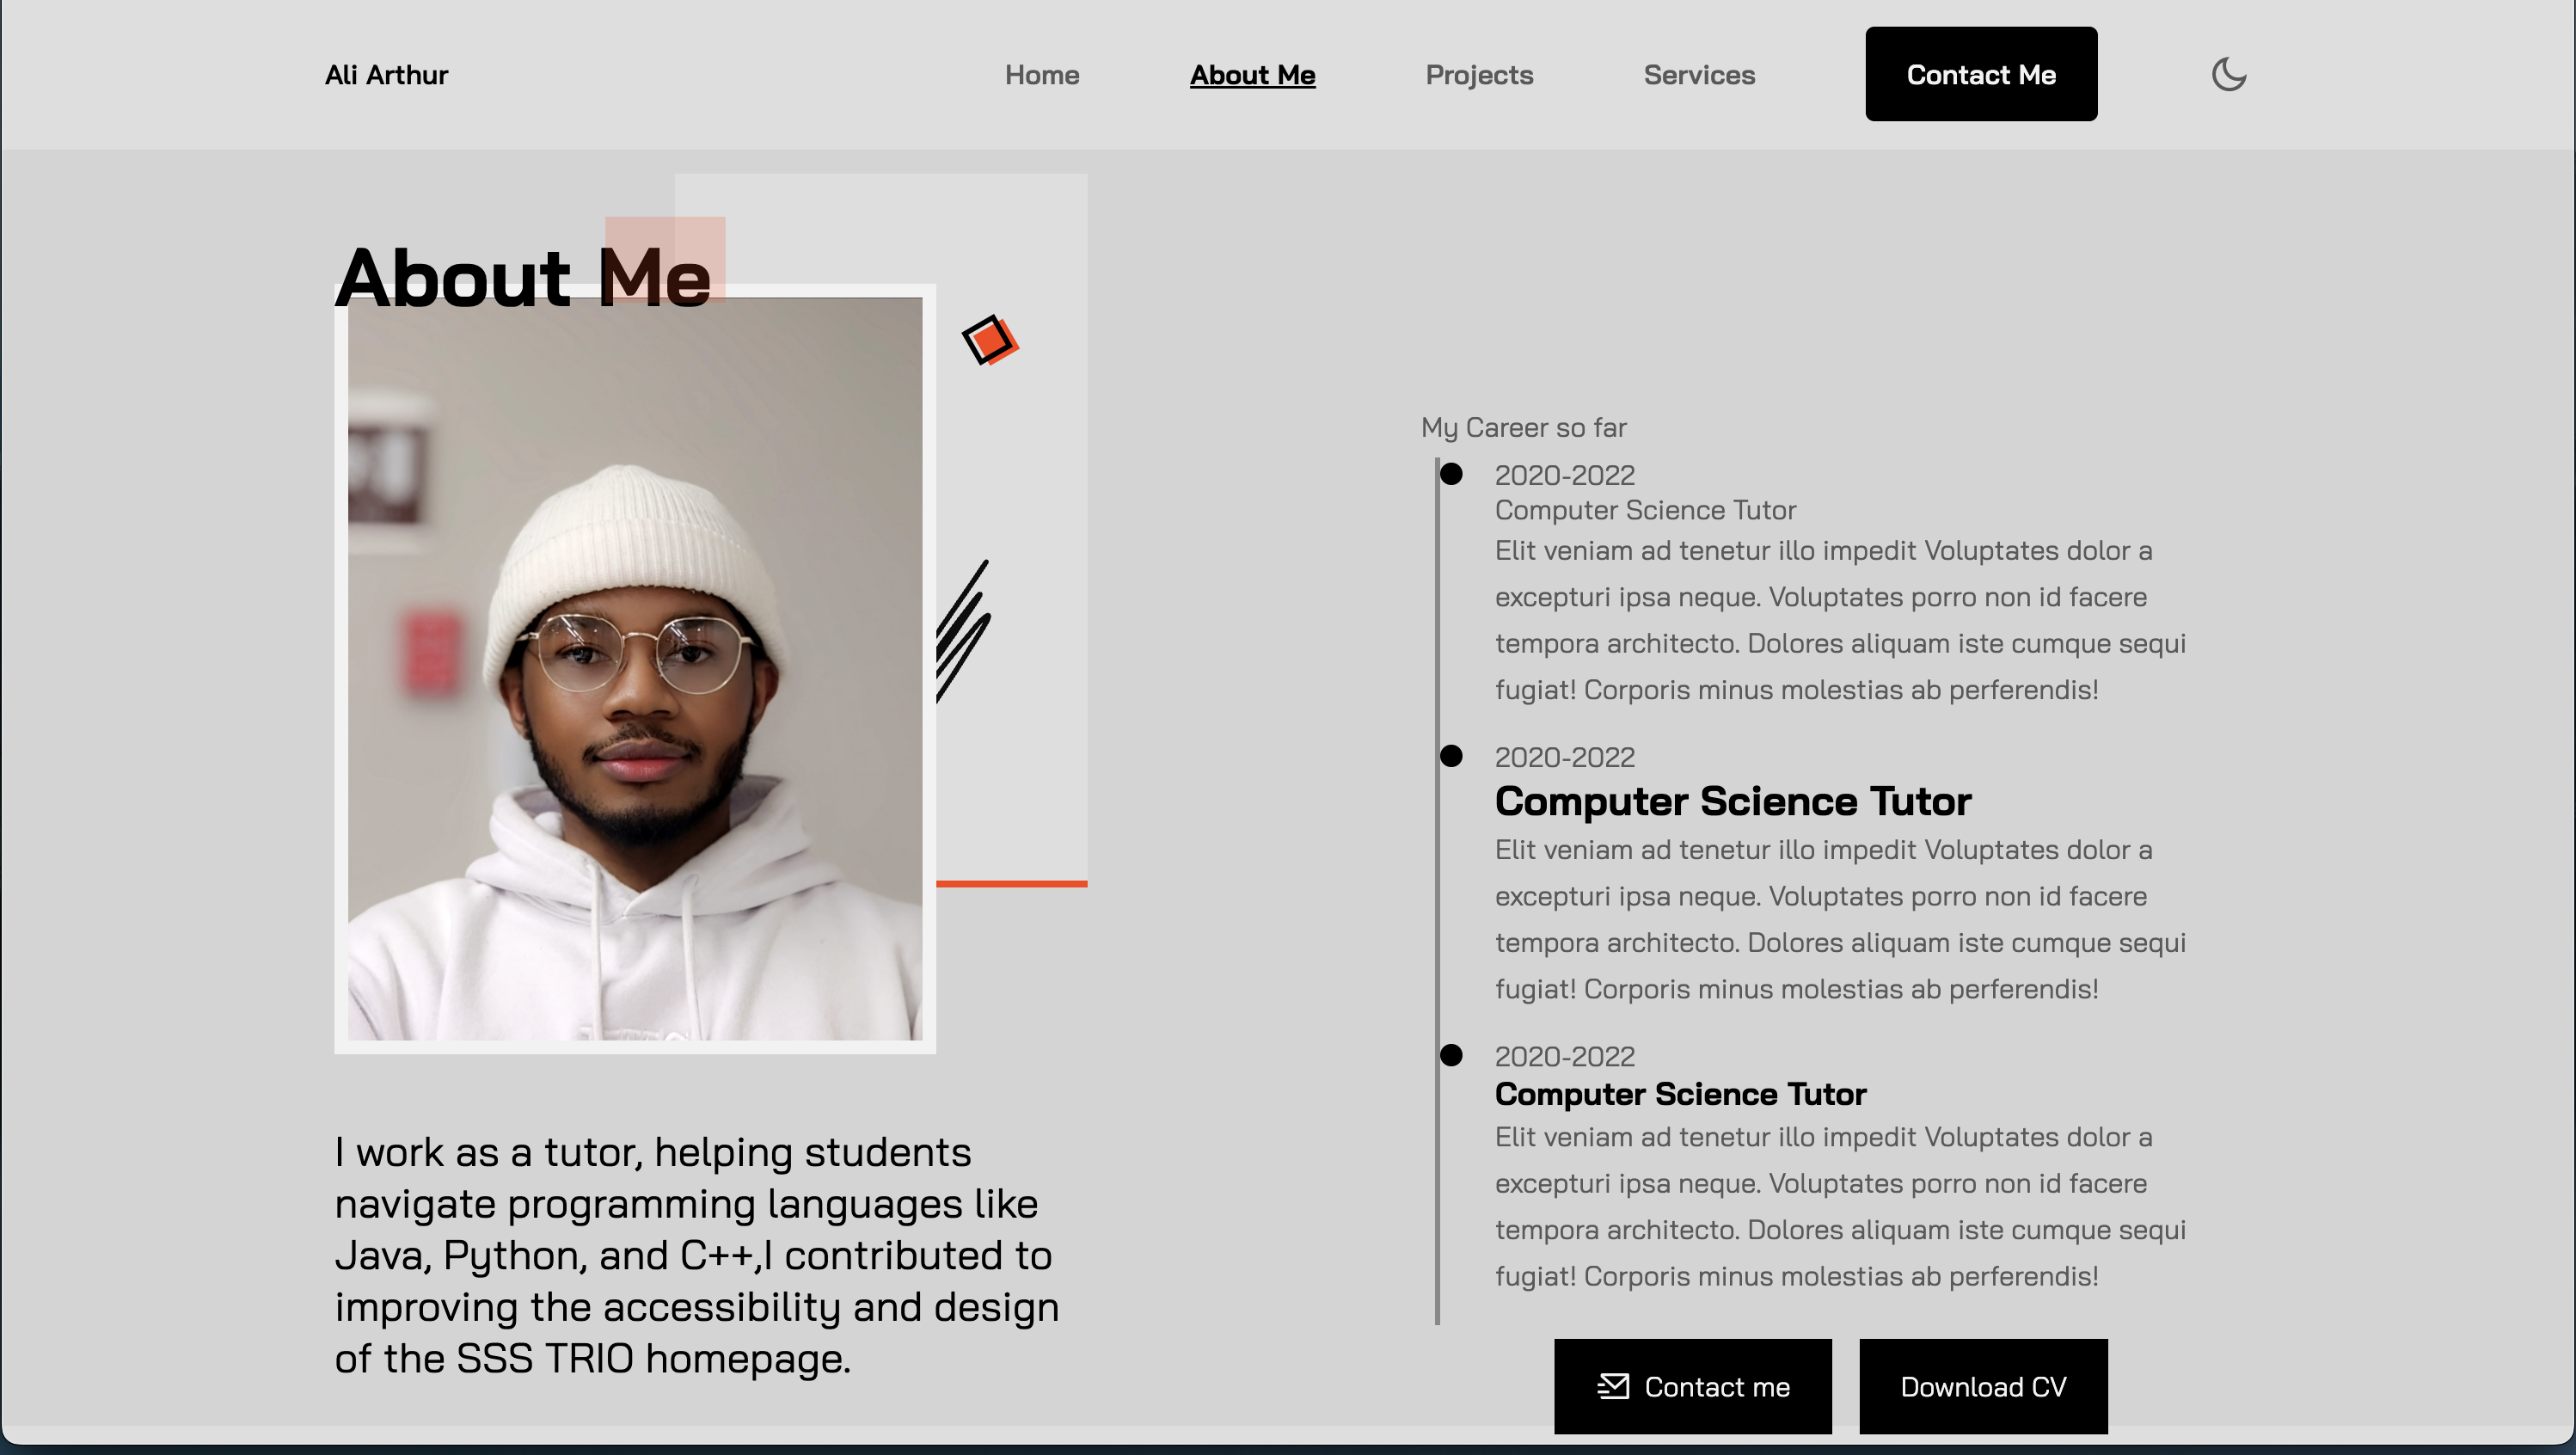 Ali Arthur
Home
About Me
Projects
Services
Contact Me
About Me
I work as a tutor, helping students
navigate programming languages like
Java, Python, and C++,I contributed to
improving the accessibility and design
of the SSS TRIO homepage.
My Career so far
2020-2022
Computer Science Tutor
Elit veniam ad tenetur illo impedit Voluptates dolor a
excepturi ipsa neque. Voluptates porro non id facere
tempora architecto. Dolores aliquam iste cumque sequi
fugiat! Corporis minus molestias ab perferendis!
2020-2022
Computer Science Tutor
Elit veniam ad tenetur illo impedit Voluptates dolor a
excepturi ipsa neque. Voluptates porro non id facere
tempora architecto. Dolores aliquam iste cumque sequi
fugiat! Corporis minus molestias ab perferendis!
2020-2022
Computer Science Tutor
Elit veniam ad tenetur illo impedit Voluptates dolor a
excepturi ipsa neque. Voluptates porro non id facere
tempora architecto. Dolores aliquam iste cumque sequi
fugiat! Corporis minus molestias ab perferendis!
Contact me
Download CV